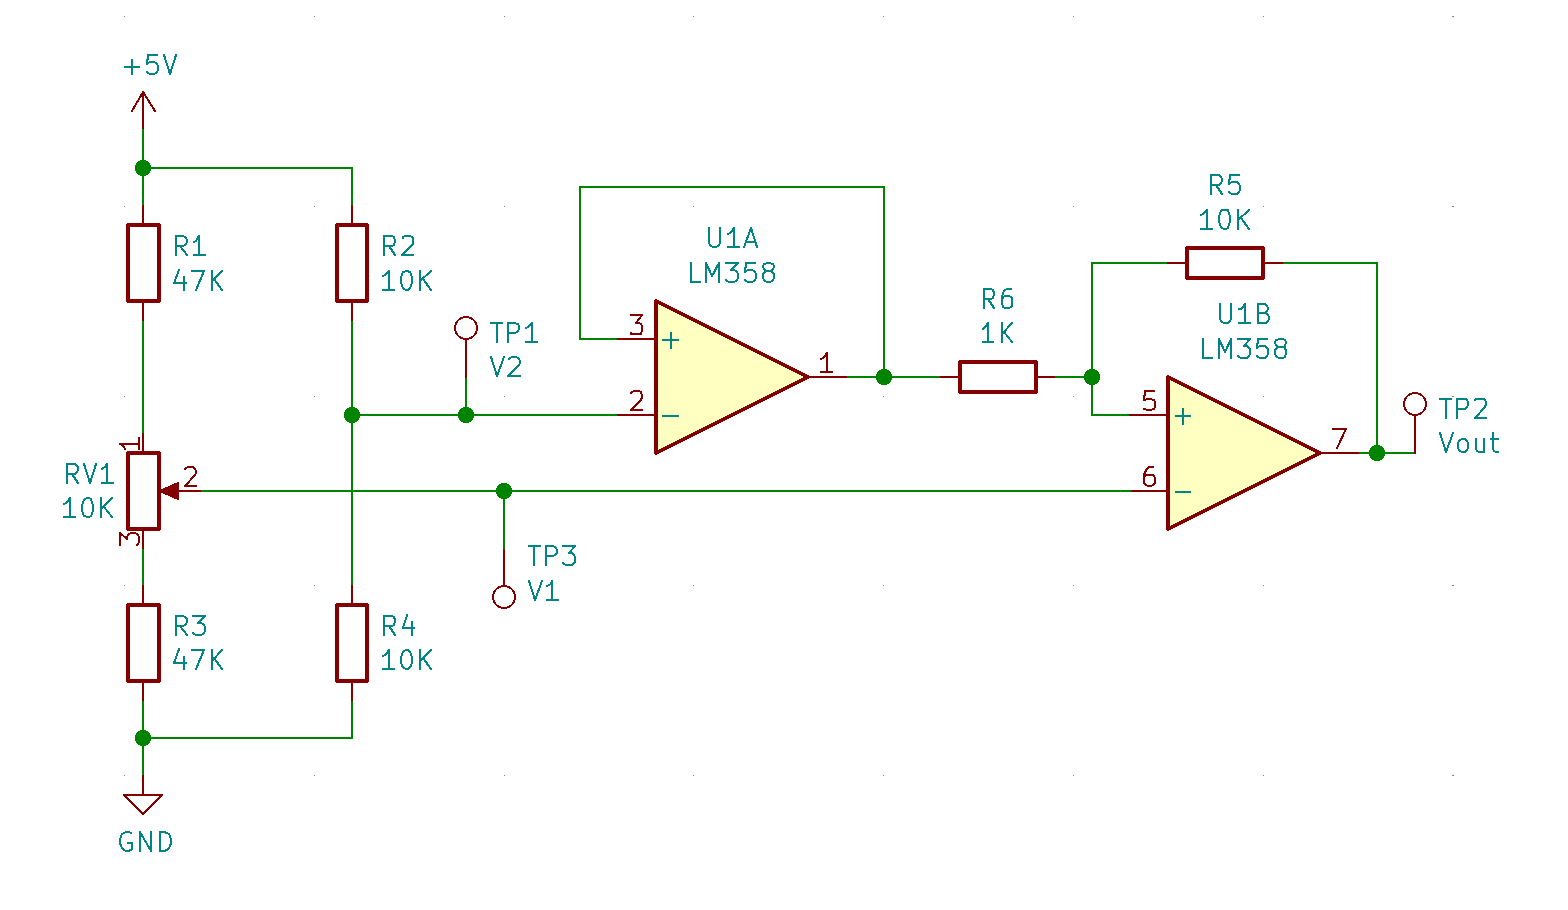 +5V
R1
47K
R2
10K
TP1
V2
U1A
LM358
3
+
2
−
1
R6
1K
R5
10K
U1B
LM358
5
+
6
−
7
TP2
Vout
RV1
10K
1
2
3
TP3
V1
R3
47K
R4
10K
GND